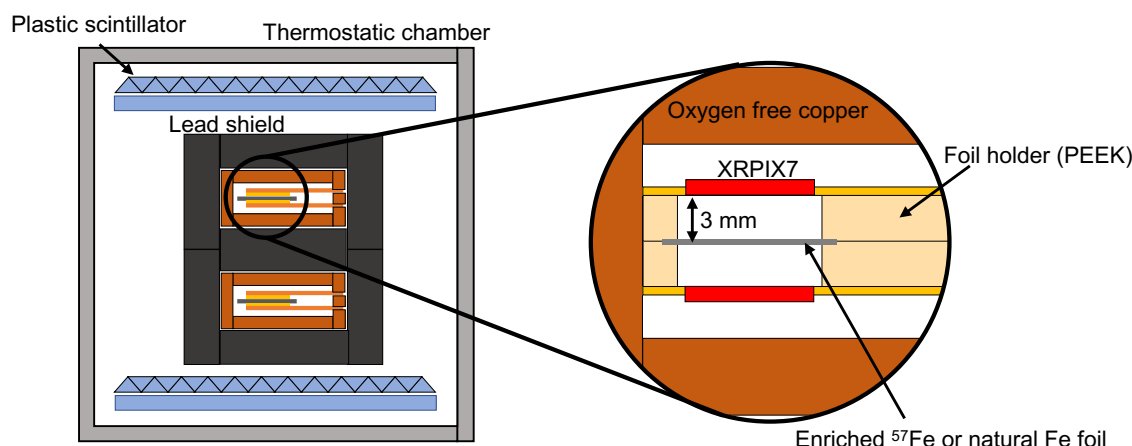 Plastic scintillator
Thermostatic chamber
Lead shield
Oxygen free copper
Foil holder (PEEK)
XRPIX7
3 mm
Enriched ⁵⁷Fe or natural Fe foil